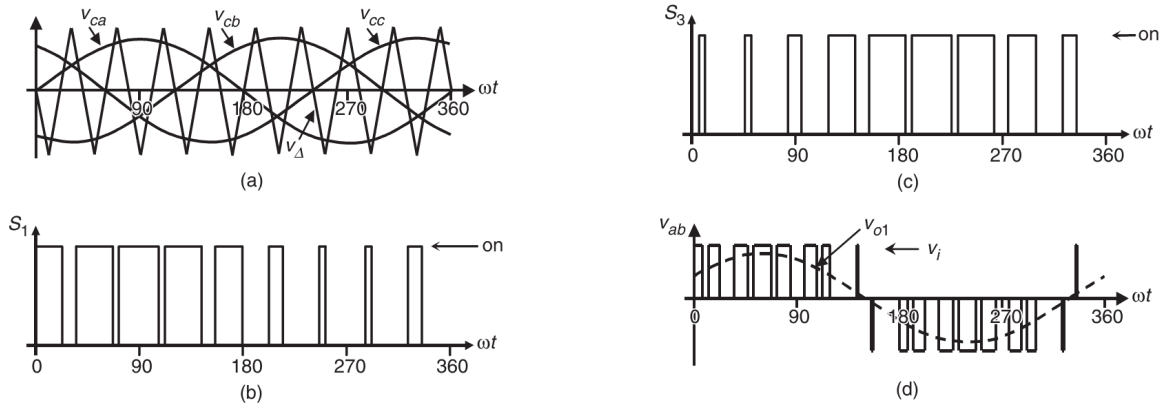 v_ca v_cb v_cc
90 180 270 360 ωt
v_Δ
(a)
S_1
on
0 90 180 270 360 ωt
(b)
S_3
on
0 90 180 270 360 ωt
(c)
v_ab
v_o1
v_i
0 90 180 270 360 ωt
(d)